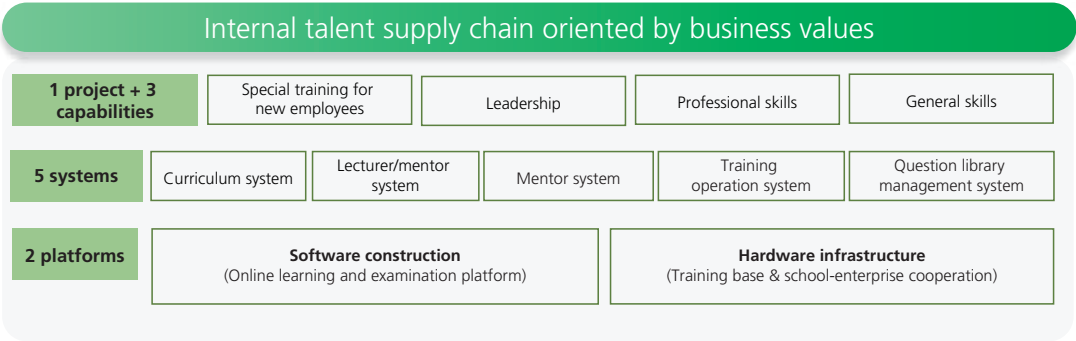 Internal talent supply chain oriented by business values
1 project + 3
capabilities
Special training for
new employees
Leadership
Professional skills
General skills
5 systems
Curriculum system
Lecturer/mentor
system
Mentor system
Training
operation system
Question library
management system
2 platforms
Software construction
(Online learning and examination platform)
Hardware infrastructure
(Training base & school-enterprise cooperation)